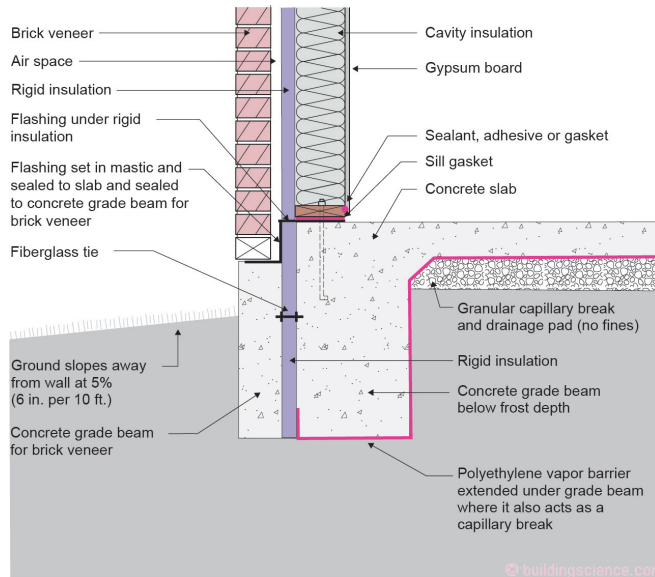 Brick veneer
Air space
Rigid insulation
Flashing under rigid
insulation
Flashing set in mastic and
sealed to slab and sealed
to concrete grade beam for
brick veneer
Fiberglass tie
Ground slopes away
from wall at 5%
(6 in. per 10 ft.)
Concrete grade beam
for brick veneer
Cavity insulation
Gypsum board
Sealant, adhesive or gasket
Sill gasket
Concrete slab
Granular capillary break
and drainage pad (no fines)
Rigid insulation
Concrete grade beam
below frost depth
Polyethylene vapor barrier
extended under grade beam
where it also acts as a
capillary break
buildingscience.com